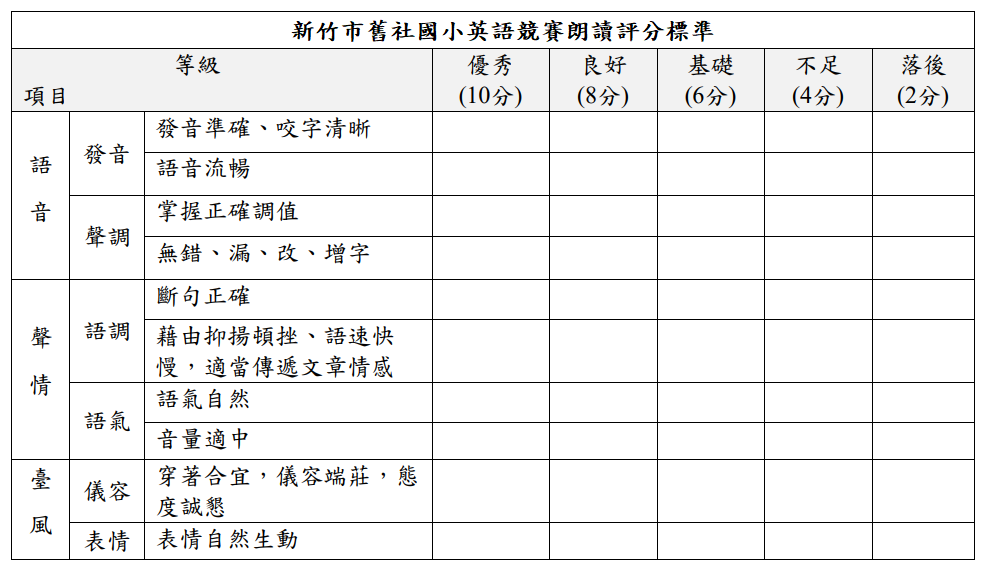 新竹市舊社國小英語競賽朗讀評分標準
等級
項目
優秀
(10分)
良好
(8分)
基礎
(6分)
不足
(4分)
落後
(2分)
語音
發音
發音準確、咬字清晰
語音流暢
聲調
掌握正確調值
無錯、漏、改、增字
聲情
語調
斷句正確
藉由抑揚頓挫、語速快
慢，適當傳遞文章情感
語氣
語氣自然
音量適中
臺風
儀容
穿著合宜，儀容端莊，態
度誠懇
表情
表情自然生動